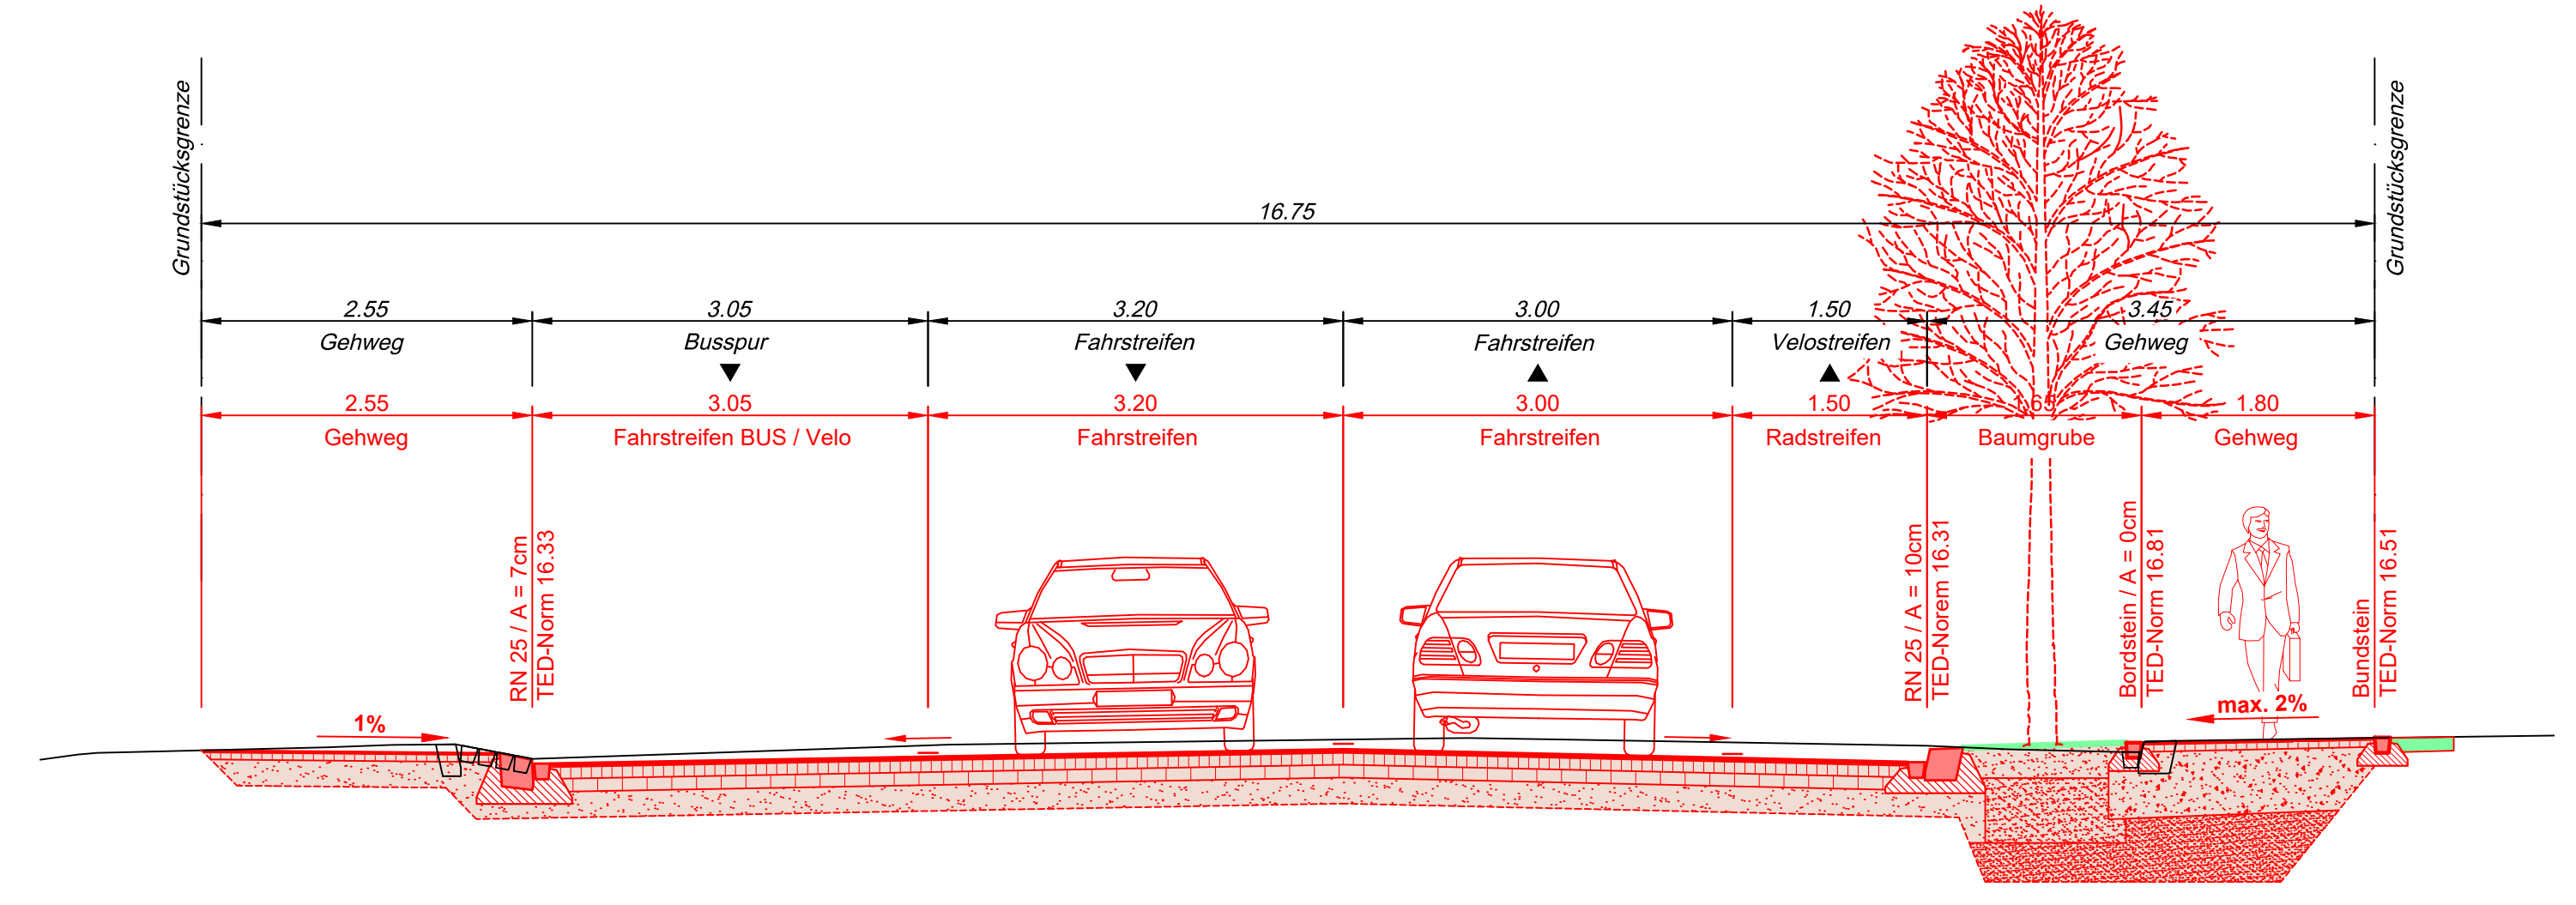 Grundstücksgrenze
Grundstücksgrenze
16.75
2.55
3.05
3.20
3.00
1.50
3.45
Gehweg
Busspur
Fahrstreifen
Fahrstreifen
Velostreifen
Gehweg
2.55
3.05
3.20
3.00
1.50
1.80
Gehweg
Fahrstreifen BUS / Velo
Fahrstreifen
Fahrstreifen
Radstreifen
Baumgrube
Gehweg
RN 25 / A = 7cm
TED-Norm 16.33
RN 25 / A = 10cm
TED-Norem 16.31
Bordstein / A = 0cm
TED-Norm 16.81
Bundstein
TED-Norm 16.51
1%
max. 2%